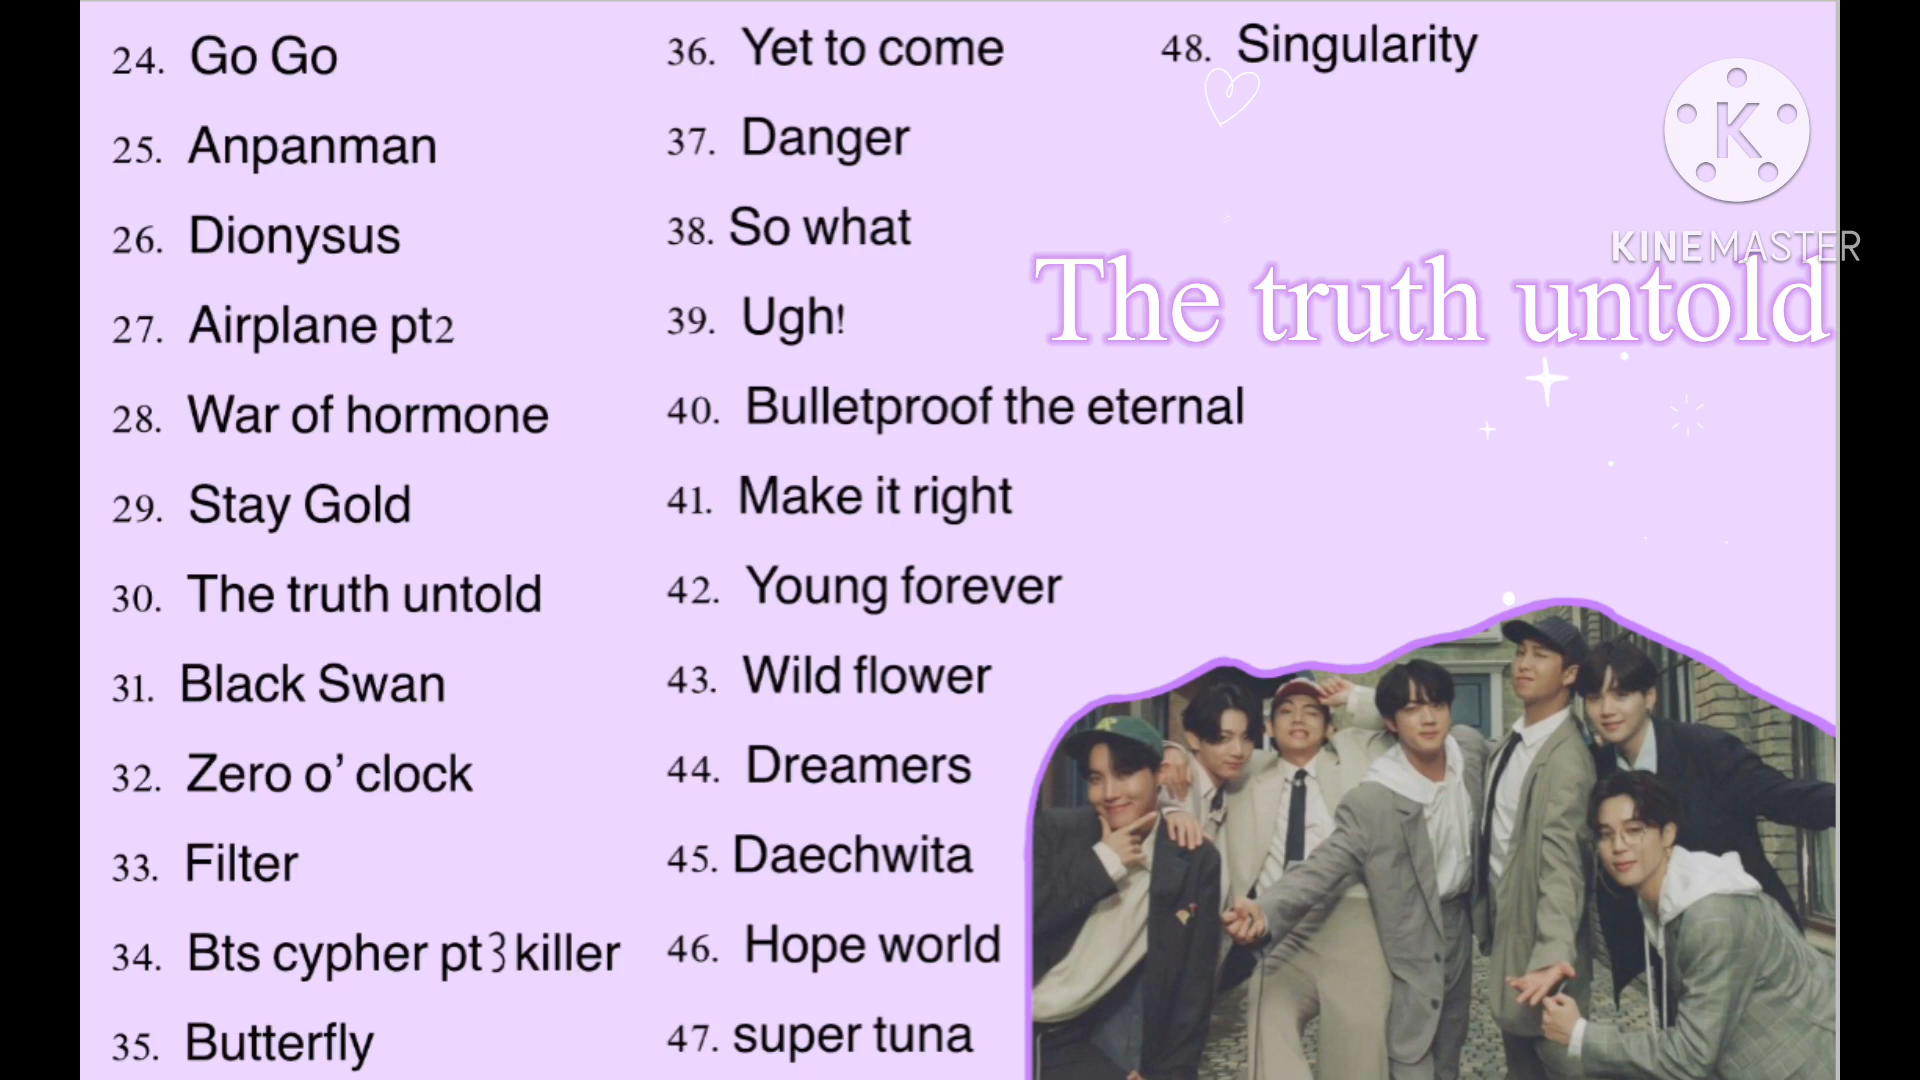 24. Go Go
25. Anpanman
26. Dionysus
27. Airplane pt2
28. War of hormone
29. Stay Gold
30. The truth untold
31. Black Swan
32. Zero o’ clock
33. Filter
34. Bts cypher pt3 killer
35. Butterfly
36. Yet to come
37. Danger
38. So what
39. Ugh!
40. Bulletproof the eternal
41. Make it right
42. Young forever
43. Wild flower
44. Dreamers
45. Daechwita
46. Hope world
47. super tuna
48. Singularity
K
KINEMASTER
The truth untold